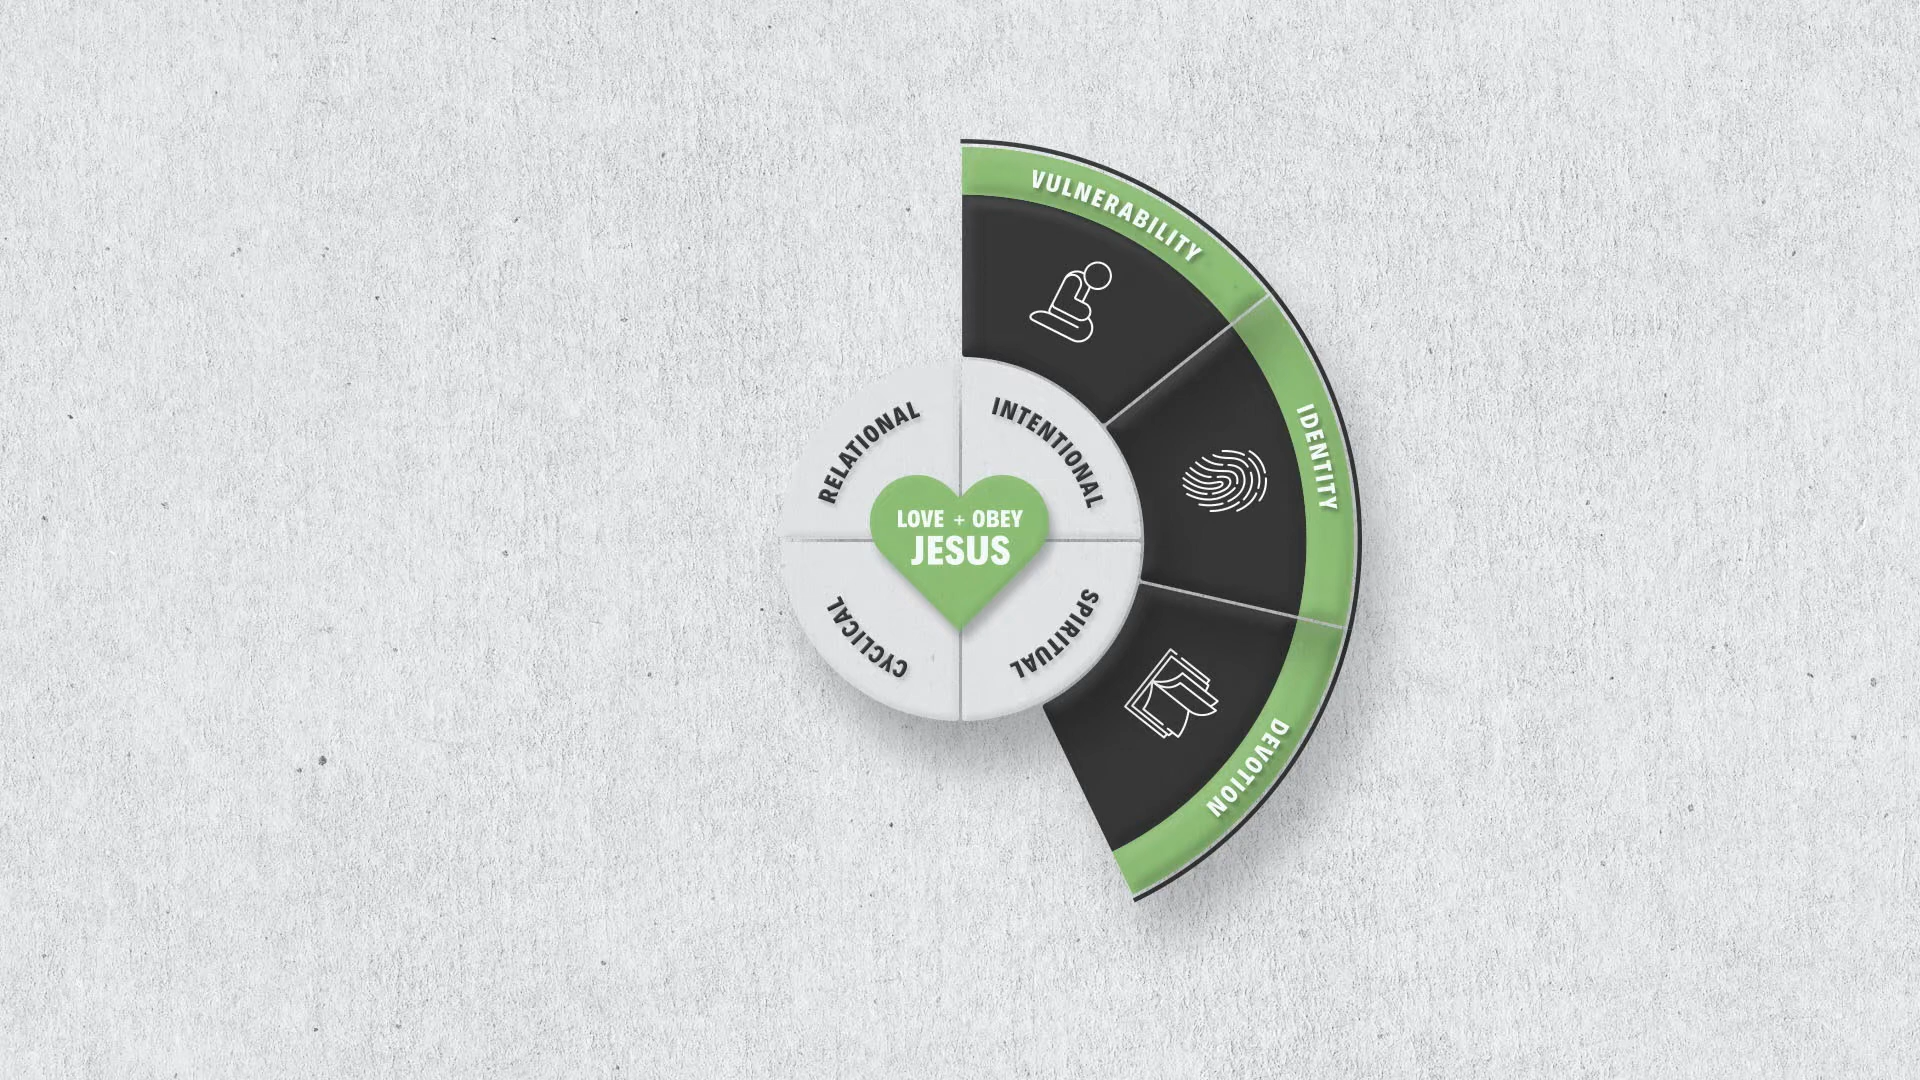 VULNERABILITY
IDENTITY
DEVOTION
RELATIONAL
INTENTIONAL
SPIRITUAL
CYCLICAL
LOVE + OBEY
JESUS